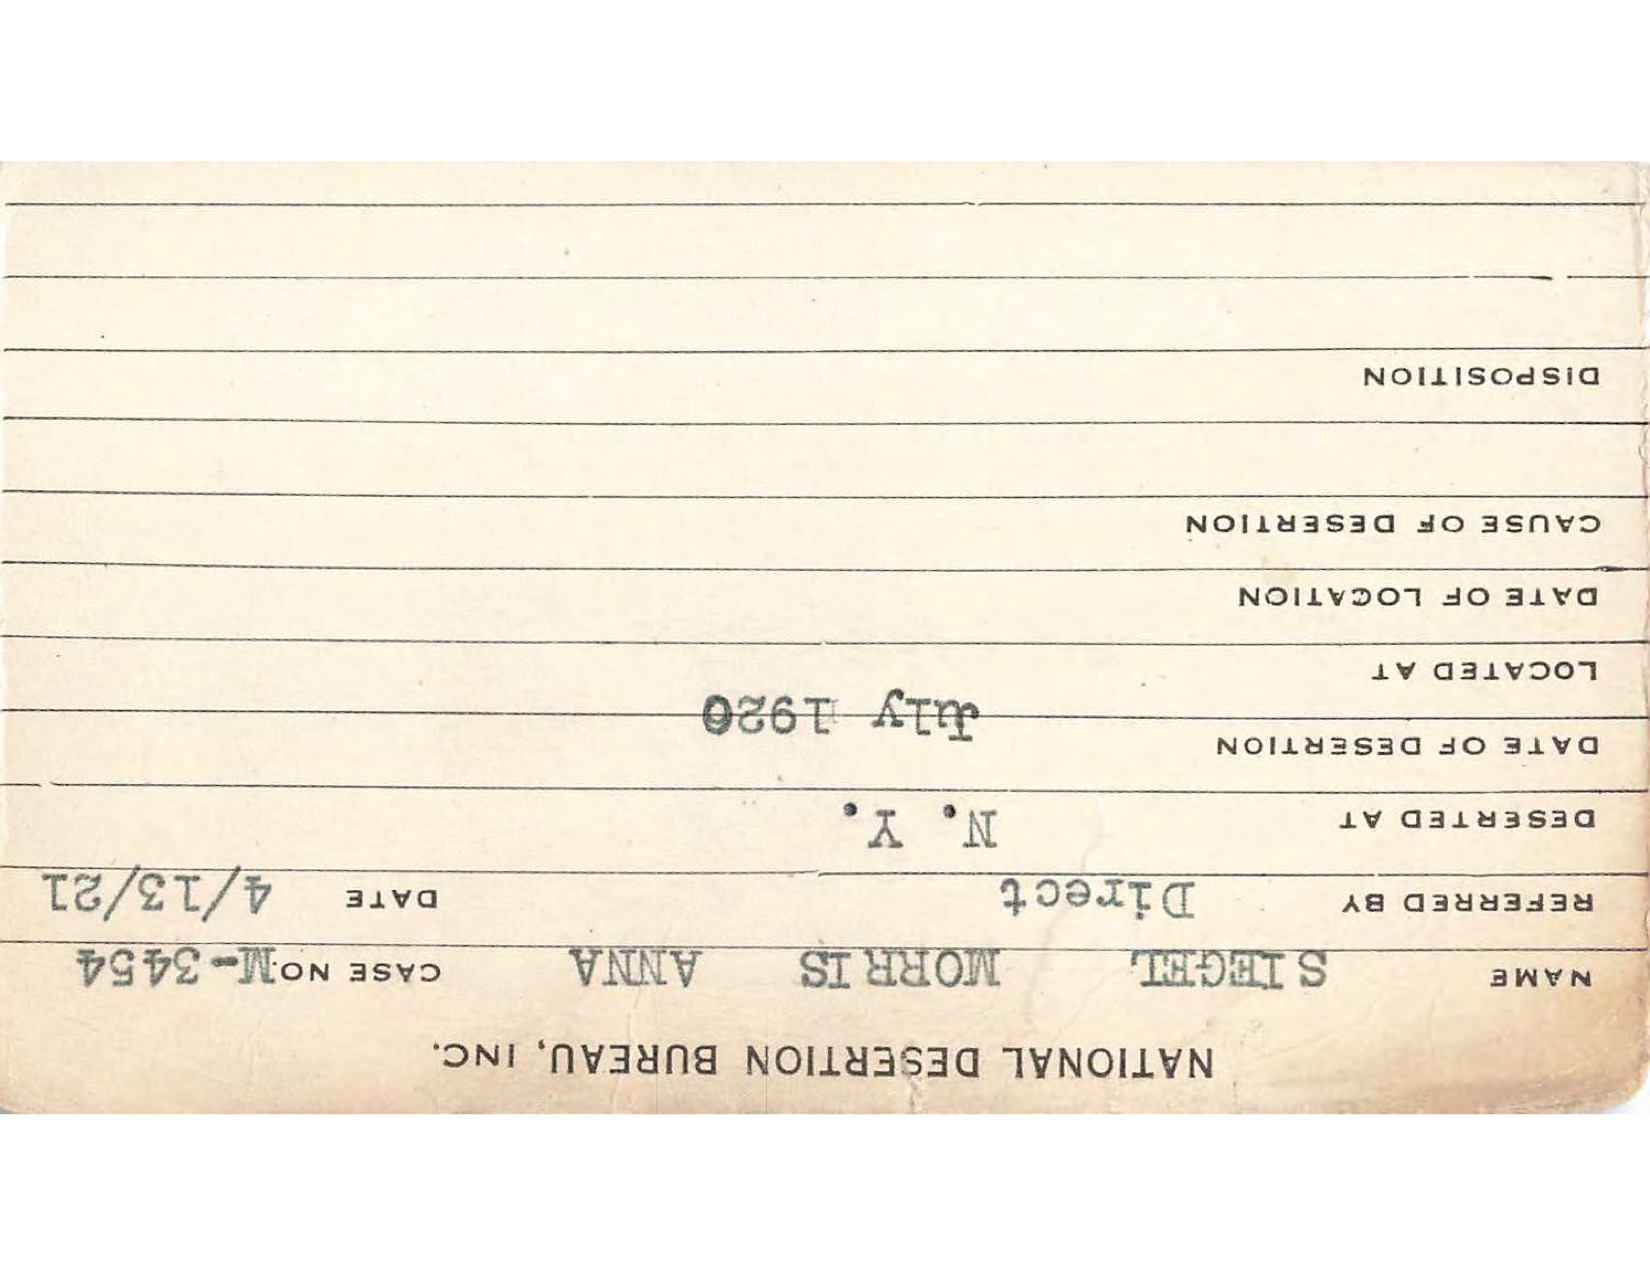 NATIONAL DESERTION BUREAU, INC.
NAME SIEGEL MORRIS ANNA CASE NO. M-3454
REFERRED BY Direct DATE 4/13/21
DESERTED AT N. Y.
DATE OF DESERTION July 1920
LOCATED AT
DATE OF LOCATION
CAUSE OF DESERTION
DISPOSITION